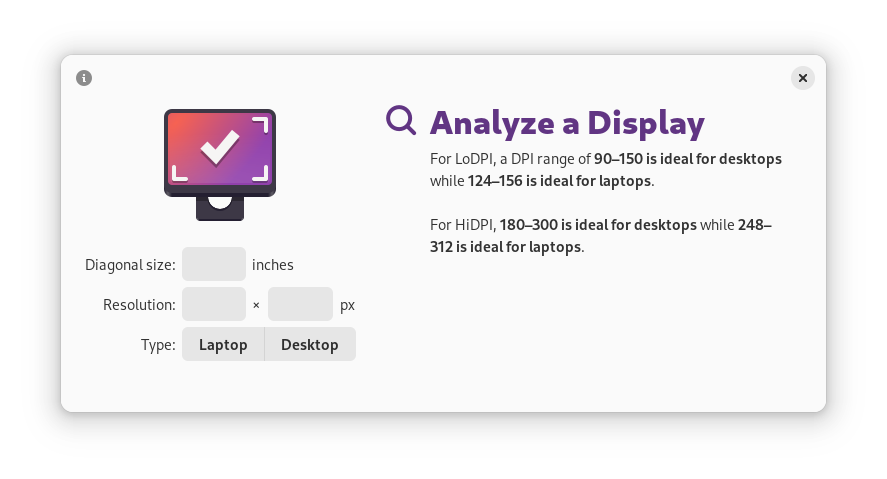 Analyze a Display
For LoDPI, a DPI range of 90–150 is ideal for desktops
while 124–156 is ideal for laptops.
For HiDPI, 180–300 is ideal for desktops while 248–
312 is ideal for laptops.
Diagonal size: inches
Resolution: × px
Type: Laptop Desktop